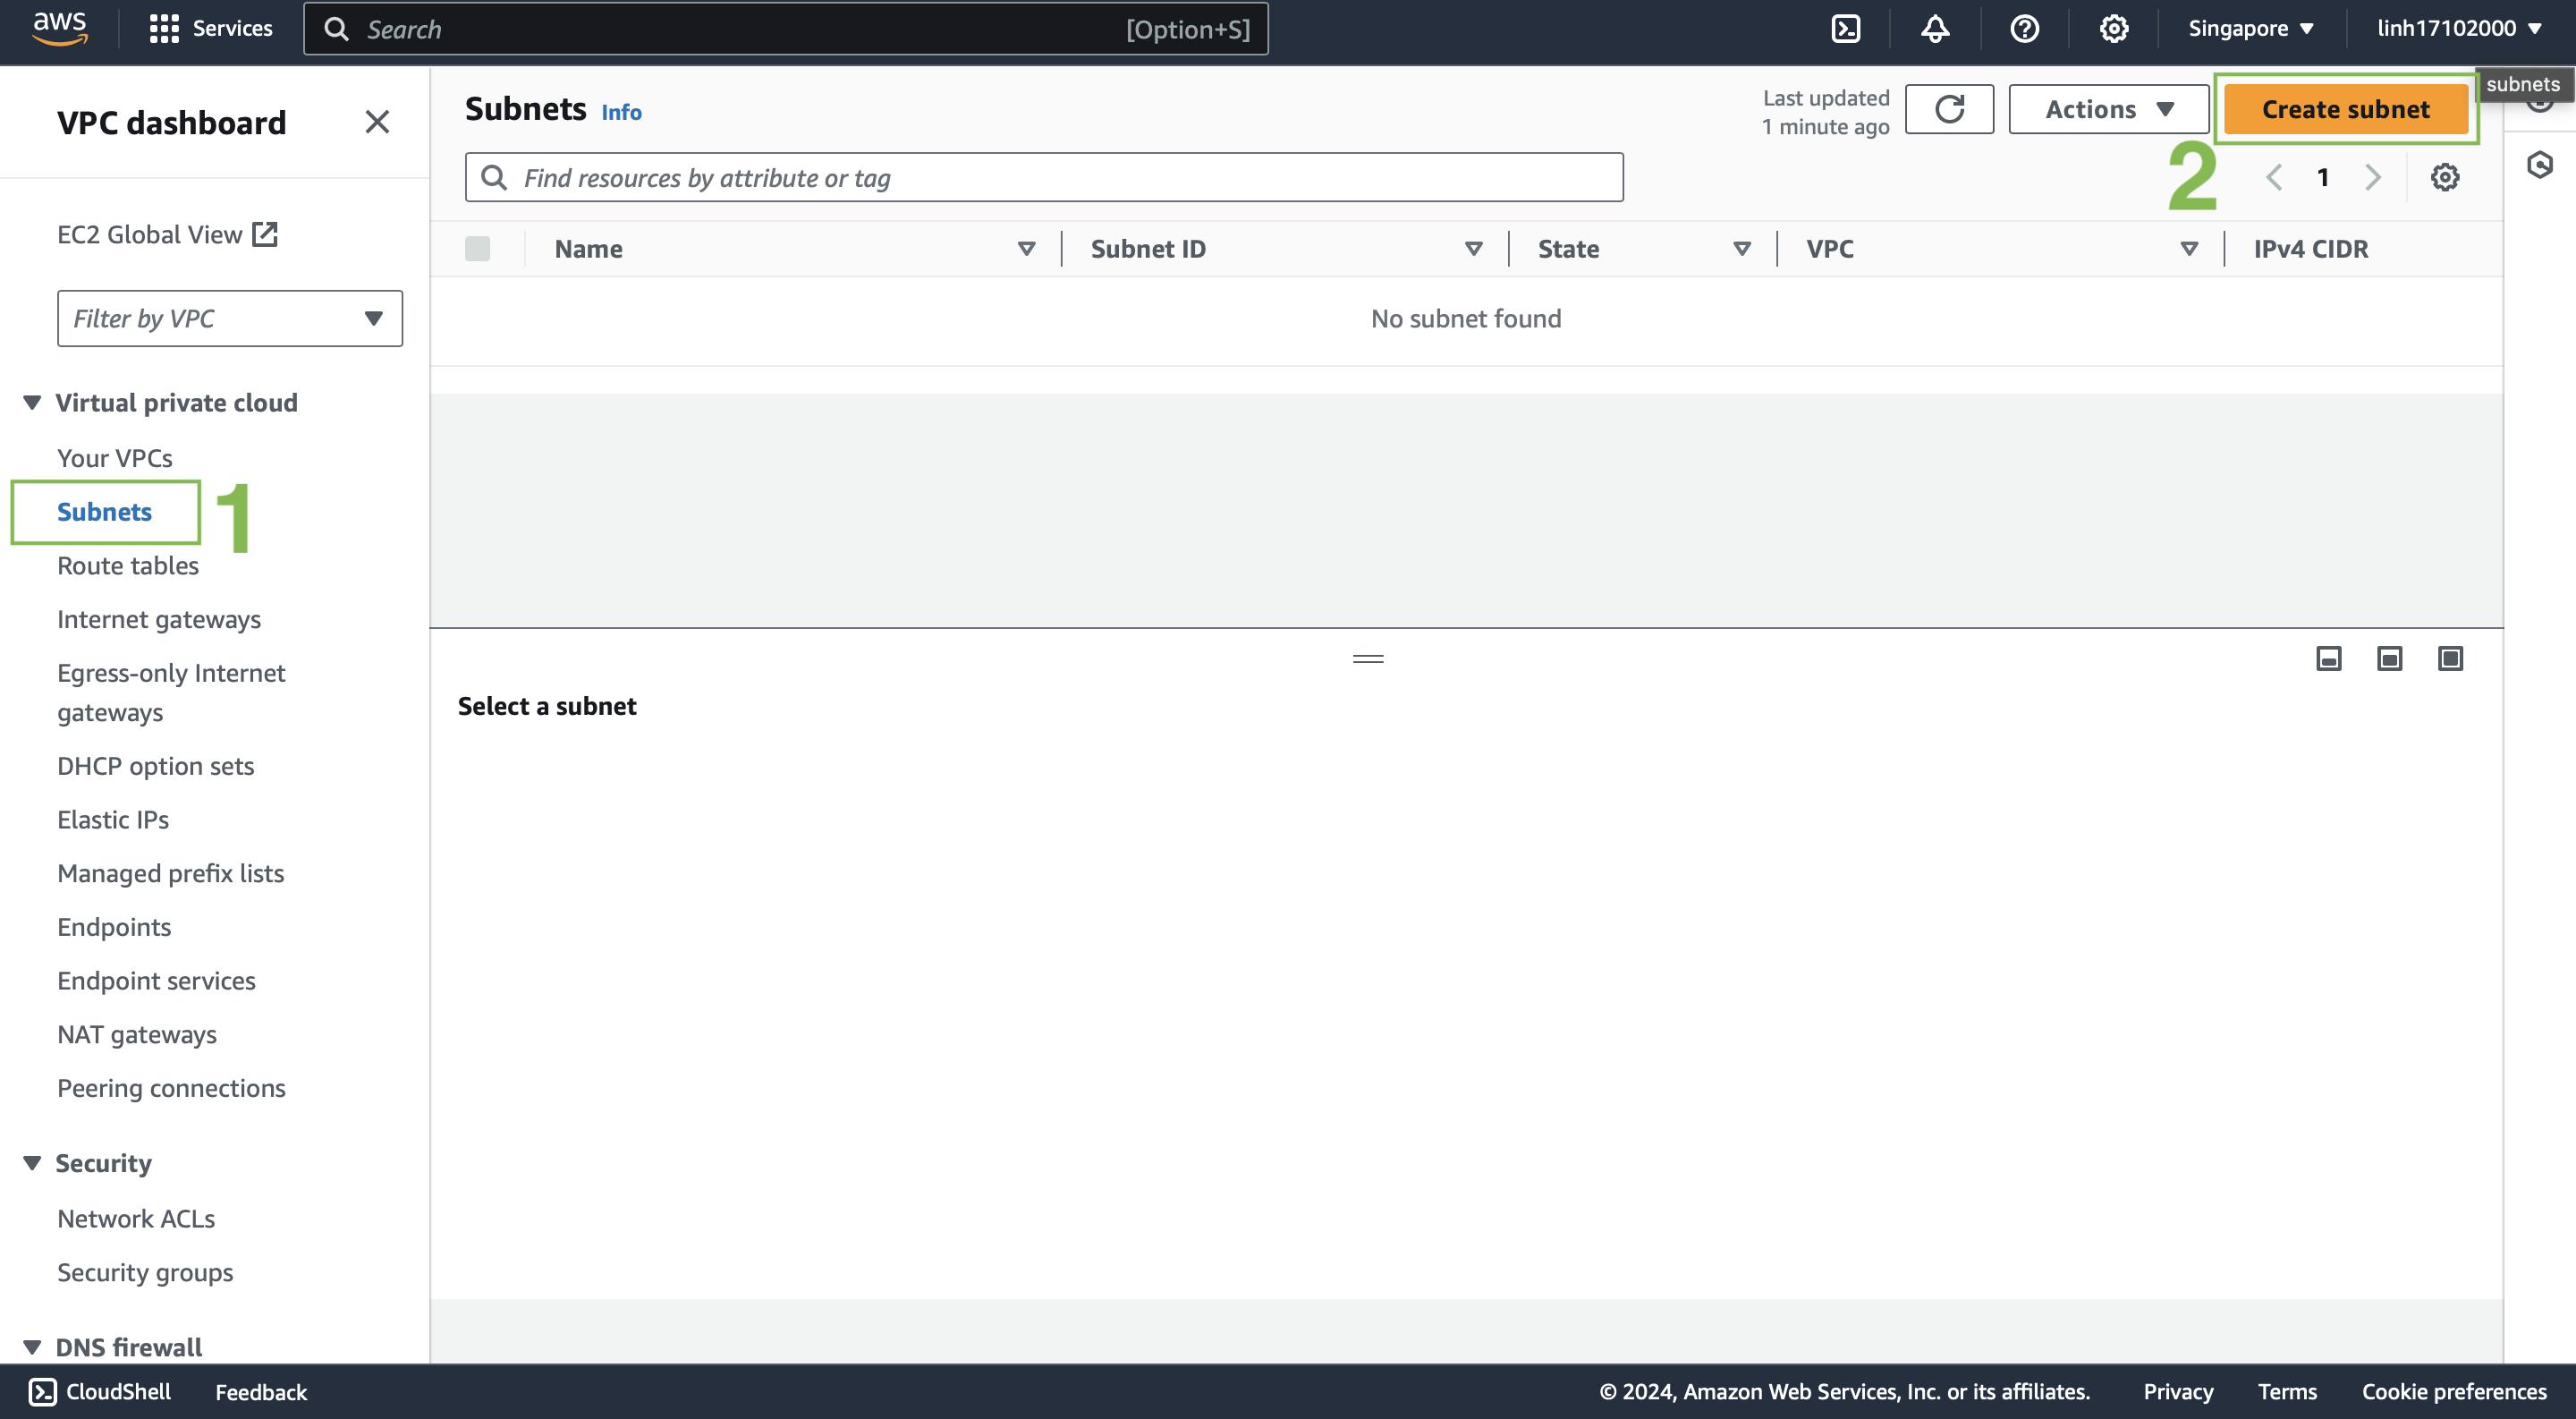 aws
Services
Search
[Option+S]
Singapore
linh17102000
subnets
VPC dashboard
EC2 Global View
Filter by VPC
Virtual private cloud
Your VPCs
Subnets
1
Route tables
Internet gateways
Egress-only Internet
gateways
DHCP option sets
Elastic IPs
Managed prefix lists
Endpoints
Endpoint services
NAT gateways
Peering connections
Security
Network ACLs
Security groups
DNS firewall
Subnets Info
Last updated
1 minute ago
Actions
Create subnet
2
Find resources by attribute or tag
1
Name
Subnet ID
State
VPC
IPv4 CIDR
No subnet found
Select a subnet
CloudShell
Feedback
© 2024, Amazon Web Services, Inc. or its affiliates.
Privacy
Terms
Cookie preferences